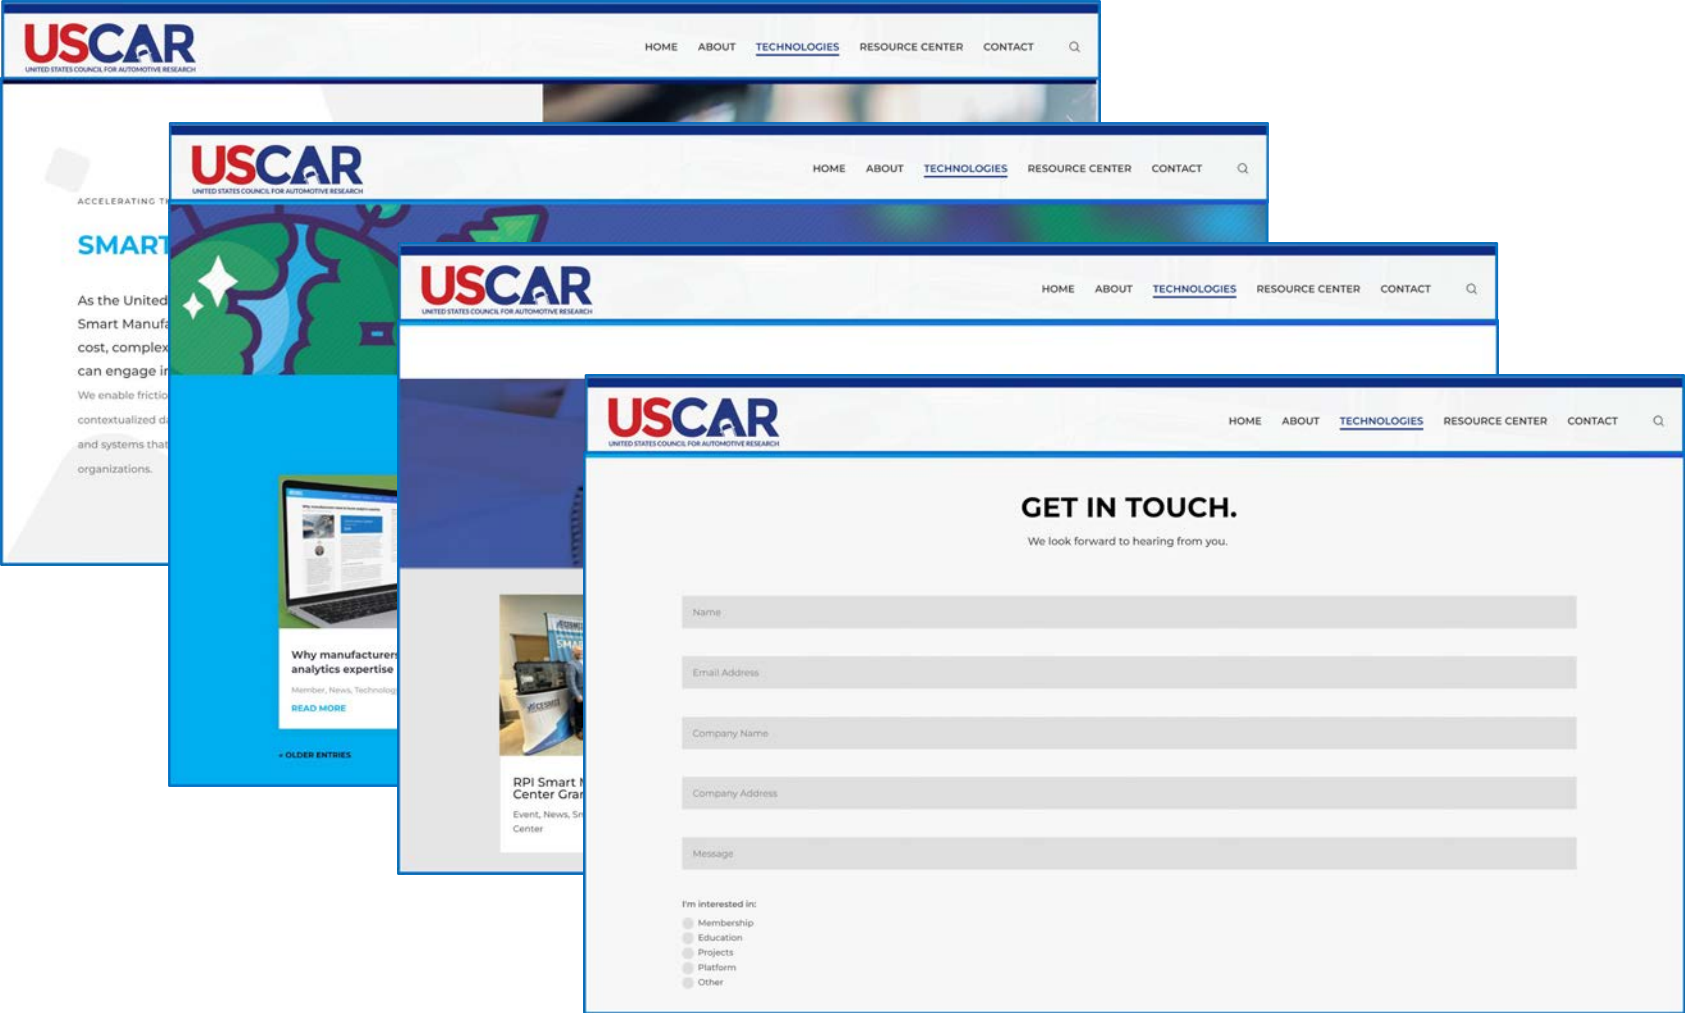 USCAR
UNITED STATES COUNCIL FOR AUTOMOTIVE RESEARCH
HOME ABOUT TECHNOLOGIES RESOURCE CENTER CONTACT
ACCELERATING
SMART
As the United
Smart Manufa
cost, complex
can engage in
We enable frictio
contextualized da
and systems that
organizations.
USCAR
UNITED STATES COUNCIL FOR AUTOMOTIVE RESEARCH
HOME ABOUT TECHNOLOGIES RESOURCE CENTER CONTACT
Why manufacturers
analytics expertise
Member, News, Technolog
READ MORE
« OLDER ENTRIES
USCAR
UNITED STATES COUNCIL FOR AUTOMOTIVE RESEARCH
HOME ABOUT TECHNOLOGIES RESOURCE CENTER CONTACT
CESMII
RPI Smart M
Center Gran
Event, News, Sm
Center
USCAR
UNITED STATES COUNCIL FOR AUTOMOTIVE RESEARCH
HOME ABOUT TECHNOLOGIES RESOURCE CENTER CONTACT
GET IN TOUCH.
We look forward to hearing from you.
Name
Email Address
Company Name
Company Address
Message
I'm interested in:
Membership
Education
Projects
Platform
Other